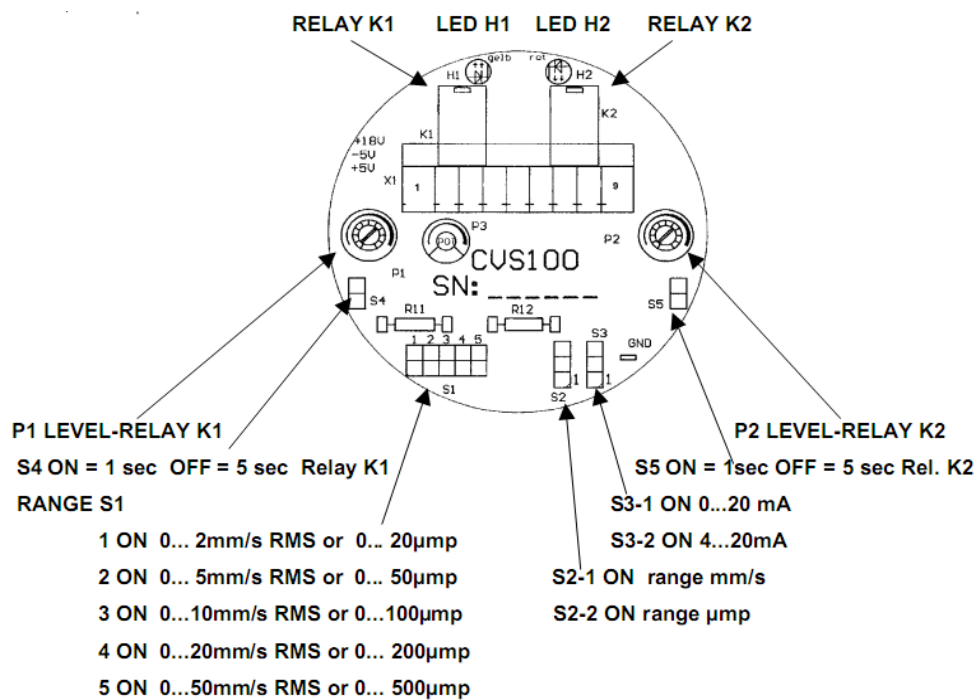 RELAY K1 LED H1 LED H2 RELAY K2
gelb rot
H1 H2
K1 K2
+18V
-5V
+5V
X1 1 9
P3
POT
P1 P2
CVS100
SN: _ _ _ _ _ _
S4 S5
R11 R12
1 2 3 4 5
S3
GND
1 1
S1 S2
P1 LEVEL-RELAY K1 P2 LEVEL-RELAY K2
S4 ON = 1 sec OFF = 5 sec Relay K1 S5 ON = 1sec OFF = 5 sec Rel. K2
RANGE S1 S3-1 ON 0...20 mA
1 ON 0... 2mm/s RMS or 0... 20µmp S3-2 ON 4...20mA
2 ON 0... 5mm/s RMS or 0... 50µmp S2-1 ON range mm/s
3 ON 0...10mm/s RMS or 0...100µmp S2-2 ON range µmp
4 ON 0...20mm/s RMS or 0... 200µmp
5 ON 0...50mm/s RMS or 0... 500µmp